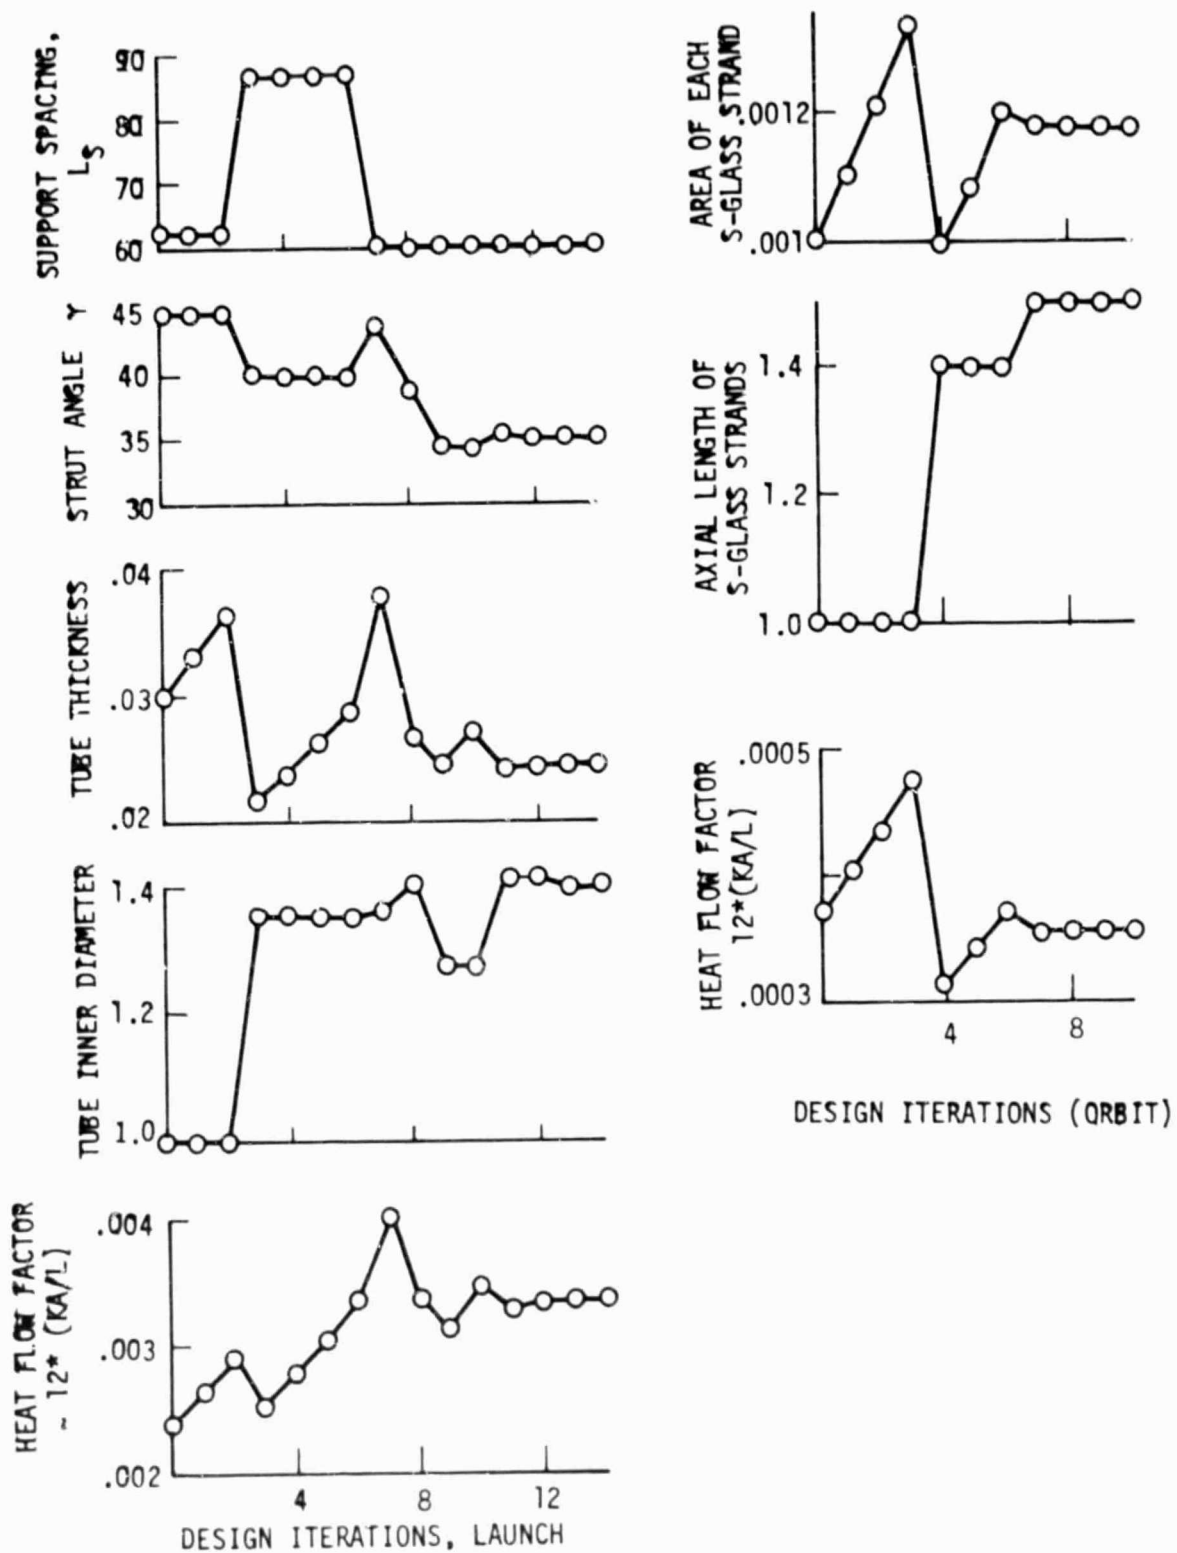 SUPPORT SPACING,
L_S
90
80
70
60
STRUT ANGLE γ
45
40
35
30
TUBE THICKNESS
.04
.03
.02
TUBE INNER DIAMETER
1.4
1.2
1.0
HEAT FLOW FACTOR
~ 12* (KA/L)
.004
.003
.002
4 8 12
DESIGN ITERATIONS, LAUNCH
AREA OF EACH
S-GLASS STRAND
.0012
.001
AXIAL LENGTH OF
S-GLASS STRANDS
1.4
1.2
1.0
HEAT FLOW FACTOR
12*(KA/L)
.0005
.0003
4 8
DESIGN ITERATIONS (ORBIT)